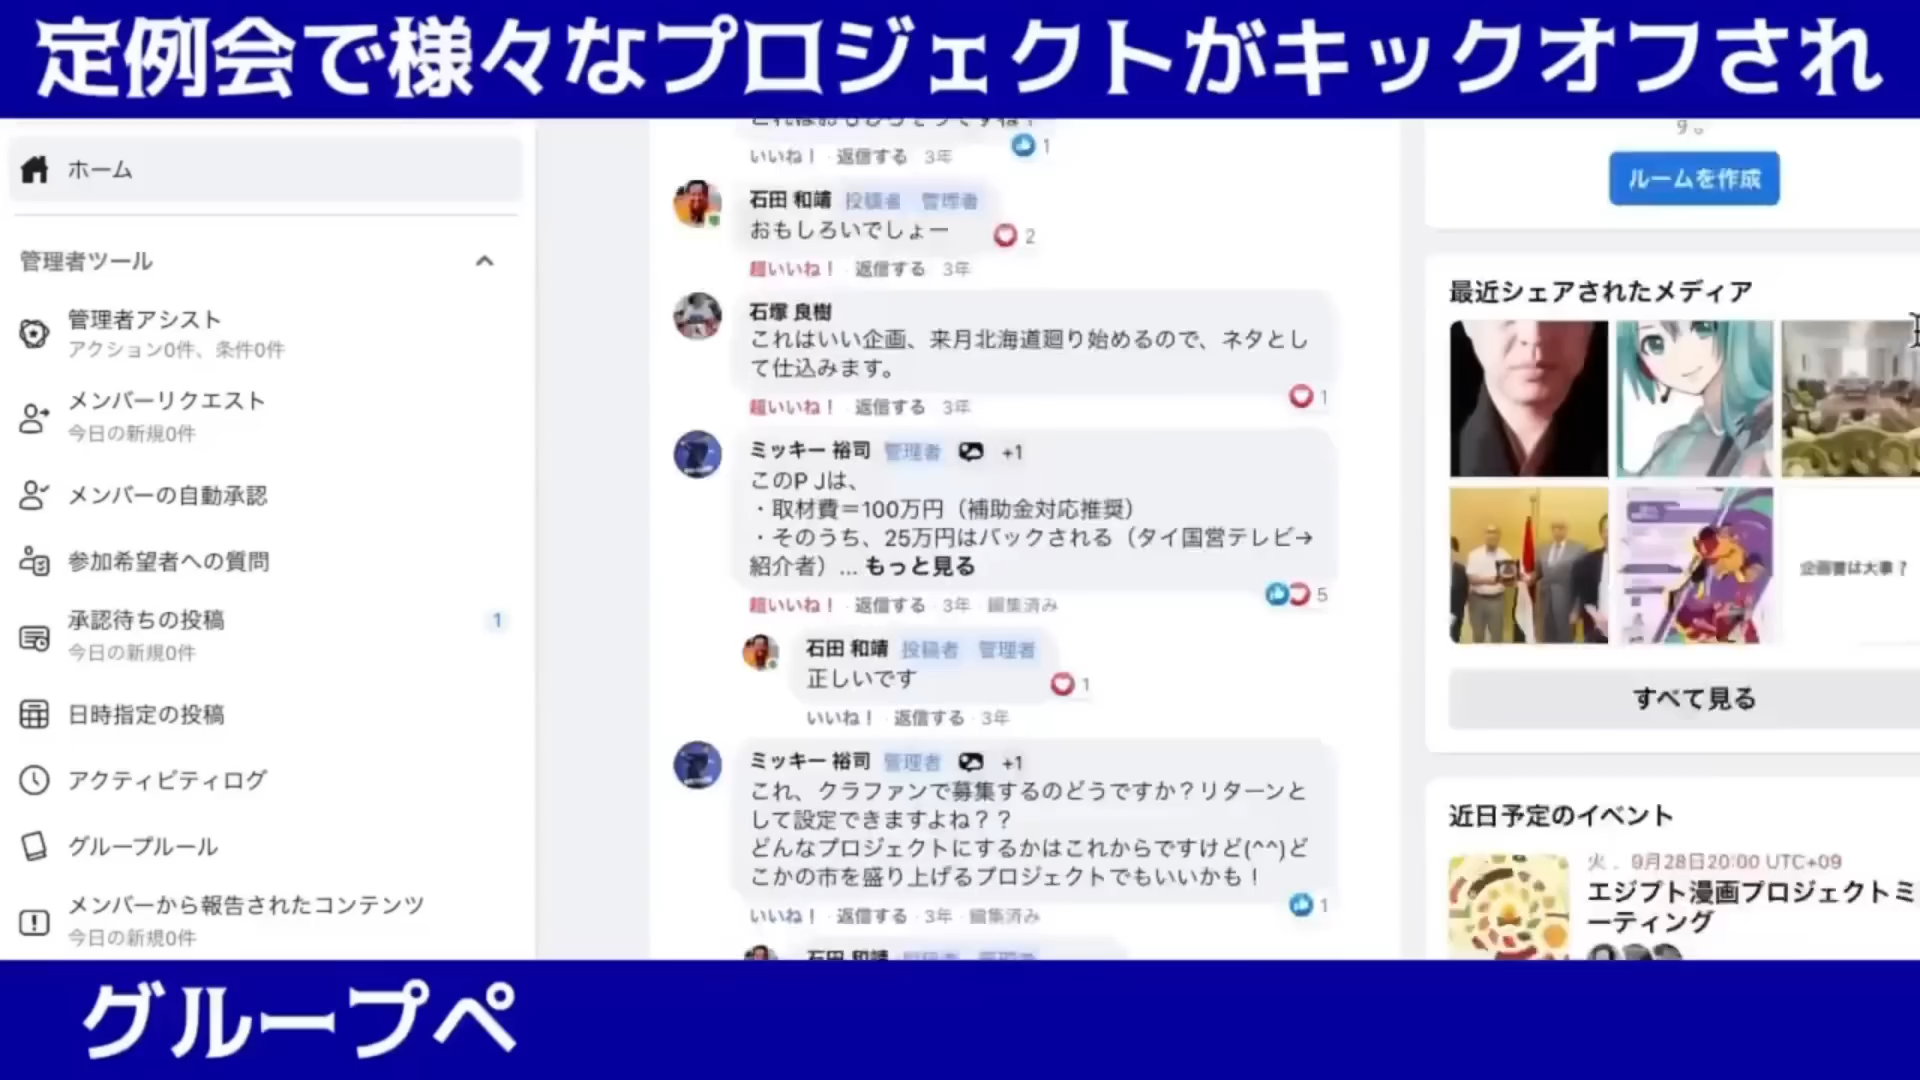 定例会で様々なプロジェクトがキックオフされ
ホーム
管理者ツール
管理者アシスト
アクション0件、条件0件
メンバーリクエスト
今日の新規0件
メンバーの自動承認
参加希望者への質問
承認待ちの投稿
1
今日の新規0件
日時指定の投稿
アクティビティログ
グループルール
メンバーから報告されたコンテンツ
今日の新規0件
いいね！ · 返信する 3年
1
石田 和靖 投稿者 管理者
おもしろいでしょー
2
超いいね！ · 返信する 3年
石塚 良樹
これはいい企画、来月北海道廻り始めるので、ネタとし
て仕込みます。
1
超いいね！ · 返信する 3年
ミッキー 裕司 管理者 +1
このP Jは、
・取材費＝100万円（補助金対応推奨）
・そのうち、25万円はバックされる（タイ国営テレビ→
紹介者）... もっと見る
5
超いいね！ · 返信する · 3年 · 編集済み
石田 和靖 投稿者 管理者
正しいです
1
いいね！ · 返信する · 3年
ミッキー 裕司 管理者 +1
これ、クラファンで募集するのどうですか？リターンと
して設定できますよね？？
どんなプロジェクトにするかはこれからですけど(^^)ど
こかの市を盛り上げるプロジェクトでもいいかも！
1
いいね！ · 返信する · 3年 · 編集済み
石田 和靖 投稿者 管理者
ルームを作成
最近シェアされたメディア
企画書は大事？
すべて見る
近日予定のイベント
火、9月28日20:00 UTC+09
エジプト漫画プロジェクトミ
ーティング
グループペ